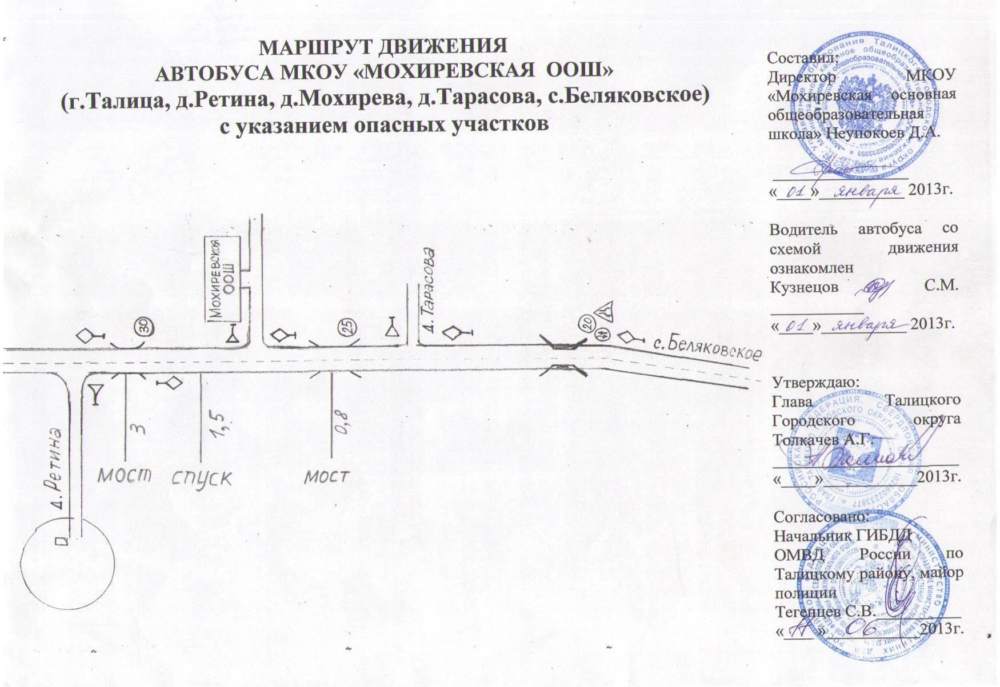 МАРШРУТ ДВИЖЕНИЯ
АВТОБУСА МКОУ «МОХИРЕВСКАЯ ООШ»
(г.Талица, д.Ретина, д.Мохирева, д.Тарасова, с.Беляковское)
с указанием опасных участков
Составил:
Директор МКОУ
«Мохиревская основная
общеобразовательная
школа» Неупокоев Д.А.
«01» января 2013г.
Водитель автобуса со
схемой движения
ознакомлен
Кузнецов С.М.
«01» января 2013г.
Утверждаю:
Глава Талицкого
Городского округа
Толкачев А.Г.
«____»____________2013г.
Согласовано:
Начальник ГИБДД
ОМВД России по
Талицкому району, майор
полиции
Тегенцев С.В.
06 2013г.
Мохиревская
ООШ
д.Тарасова
30
25
20
с.Беляковское
д.Ретина
3
1,5
0,8
мост
спуск
мост